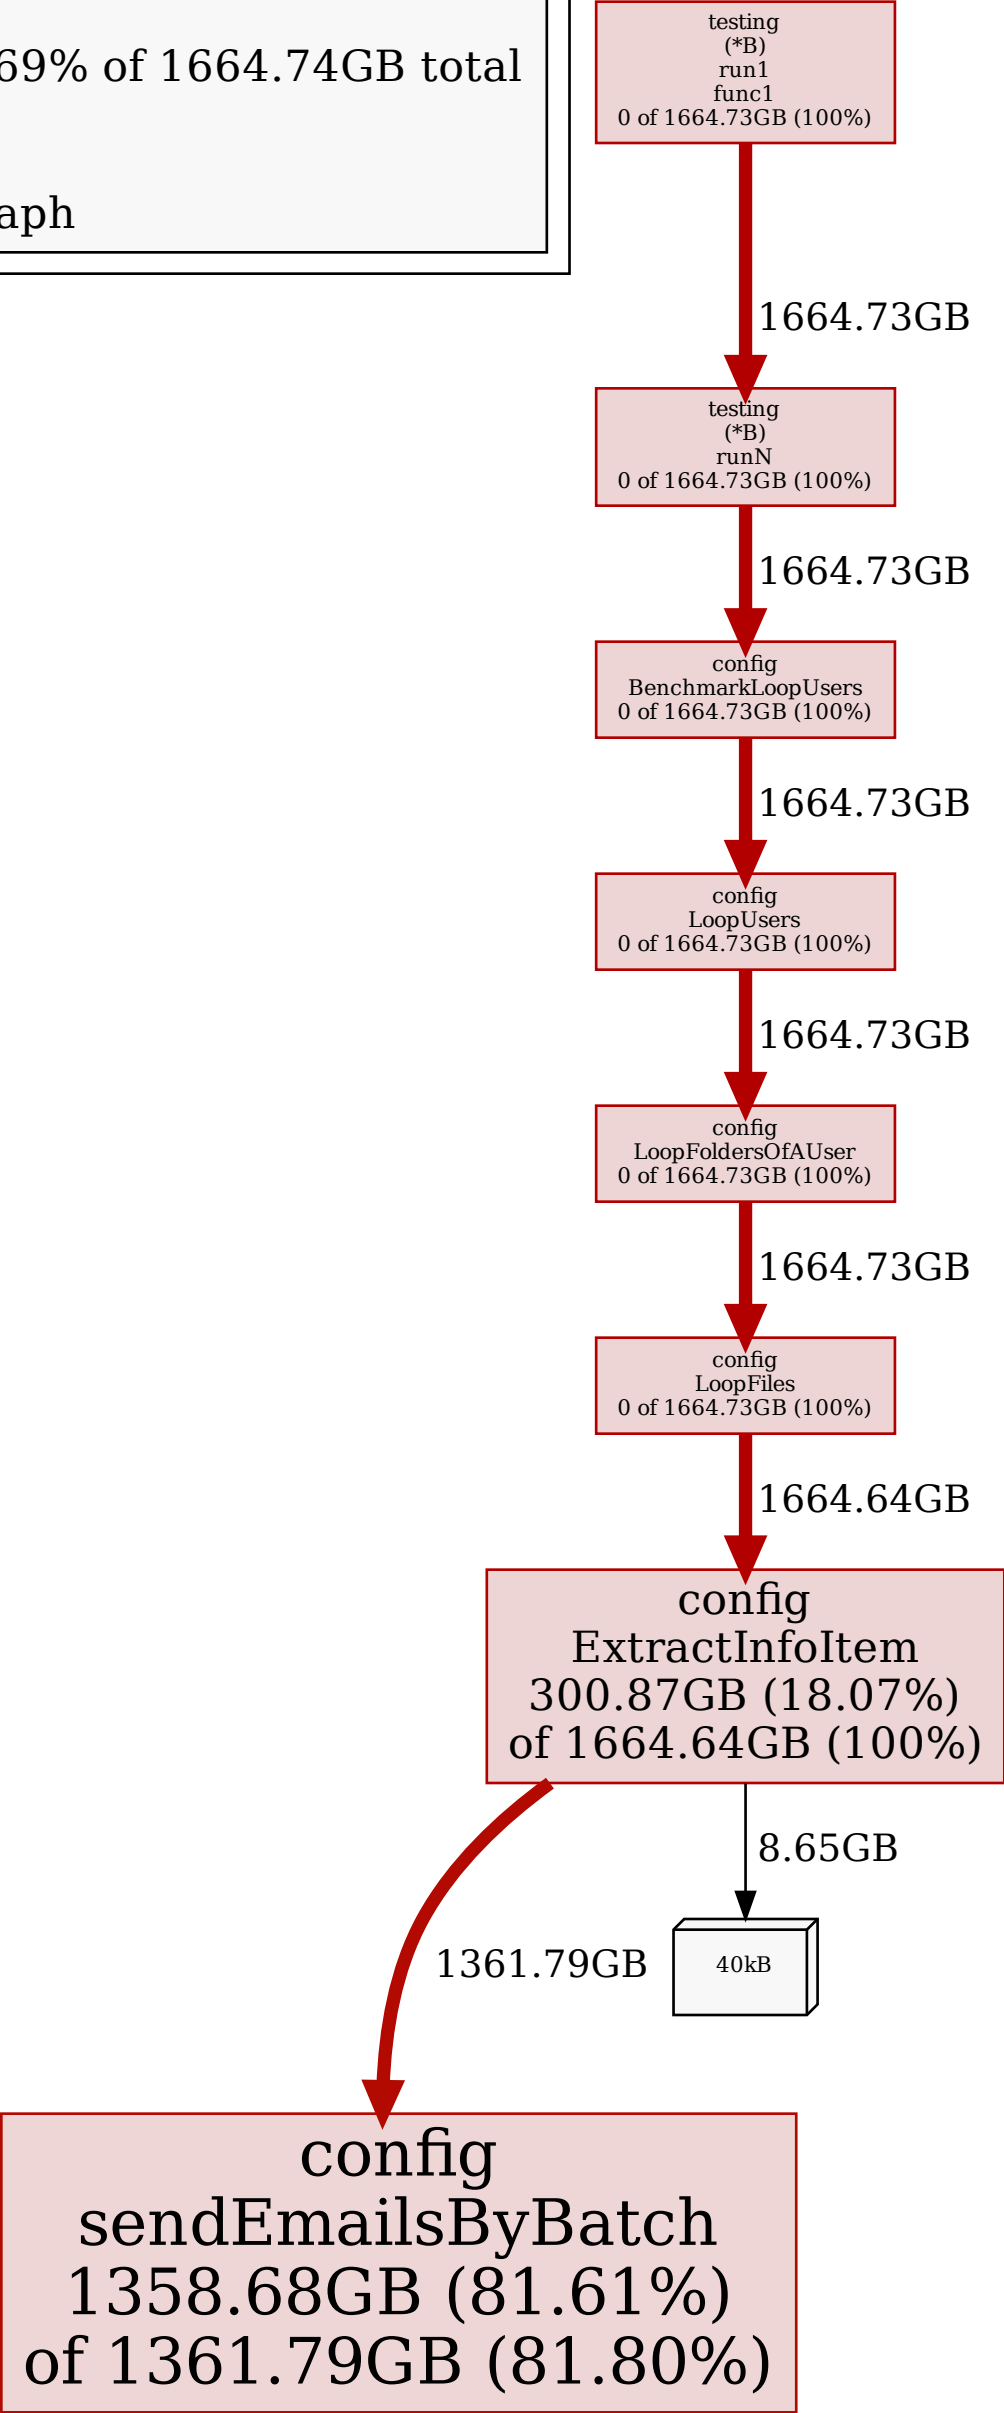 69% of 1664.74GB total
aph
testing
(*B)
run1
func1
0 of 1664.73GB (100%)
1664.73GB
testing
(*B)
runN
0 of 1664.73GB (100%)
1664.73GB
config
BenchmarkLoopUsers
0 of 1664.73GB (100%)
1664.73GB
config
LoopUsers
0 of 1664.73GB (100%)
1664.73GB
config
LoopFoldersOfAUser
0 of 1664.73GB (100%)
1664.73GB
config
LoopFiles
0 of 1664.73GB (100%)
1664.64GB
config
ExtractInfoItem
300.87GB (18.07%)
of 1664.64GB (100%)
8.65GB
1361.79GB
40kB
config
sendEmailsByBatch
1358.68GB (81.61%)
of 1361.79GB (81.80%)